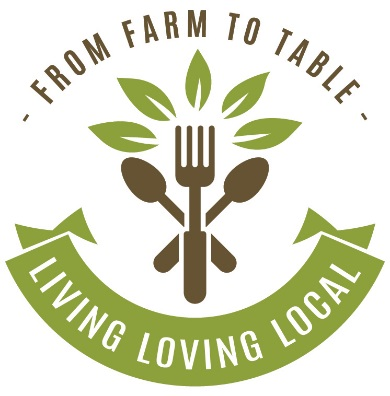 - FROM FARM TO TABLE -
LIVING LOVING LOCAL